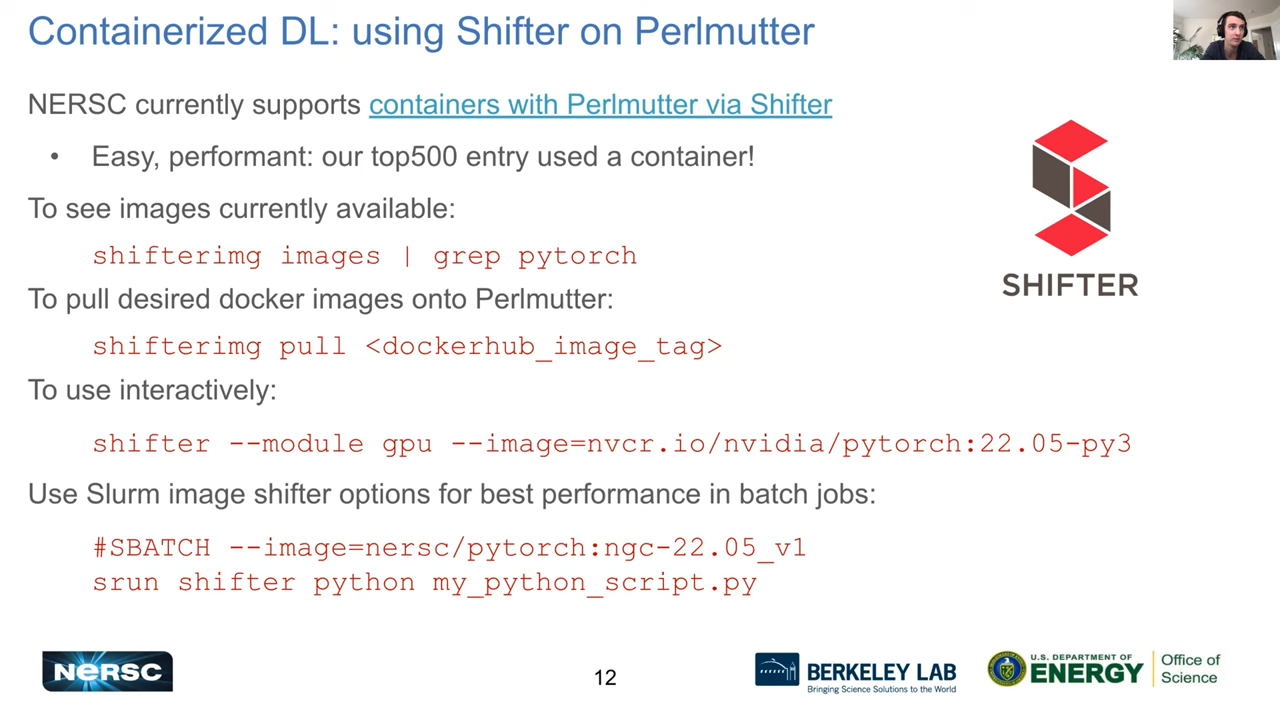 Containerized DL: using Shifter on Perlmutter
NERSC currently supports containers with Perlmutter via Shifter
• Easy, performant: our top500 entry used a container!
To see images currently available:
shifterimg images | grep pytorch
To pull desired docker images onto Perlmutter:
shifterimg pull <dockerhub_image_tag>
To use interactively:
shifter --module gpu --image=nvcr.io/nvidia/pytorch:22.05-py3
Use Slurm image shifter options for best performance in batch jobs:
#SBATCH --image=nersc/pytorch:ngc-22.05_v1
srun shifter python my_python_script.py
SHIFTER
NERSC
12
BERKELEY LAB
Bringing Science Solutions to the World
U.S. DEPARTMENT OF
ENERGY
Office of
Science